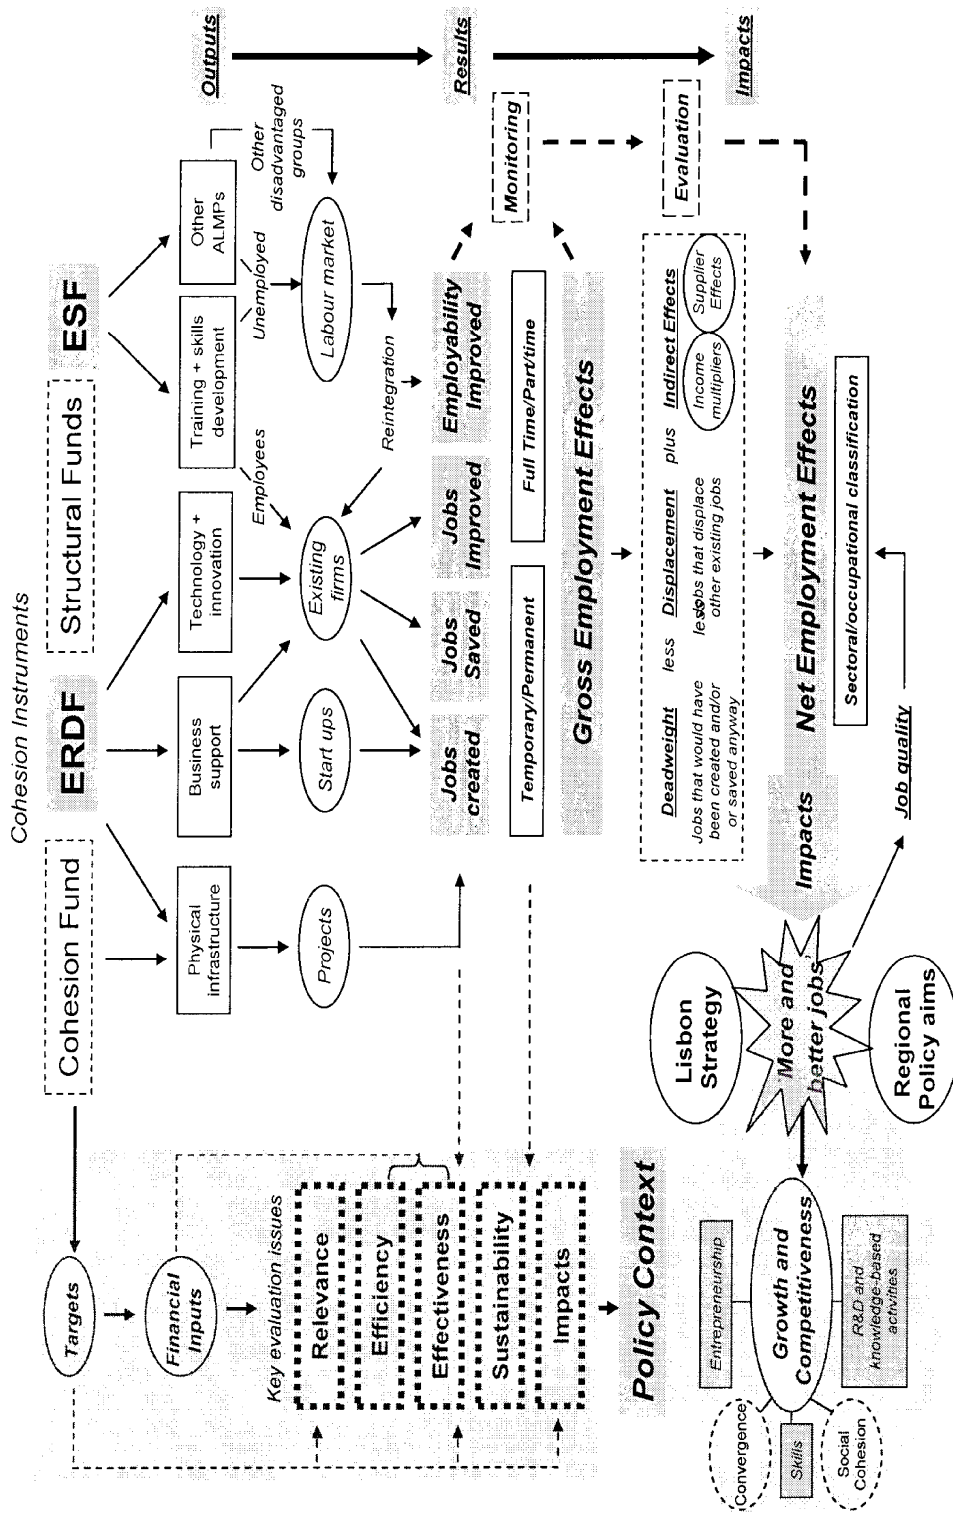 Cohesion Instruments
Cohesion Fund
ERDF
Structural Funds
ESF
Outputs
Targets
Physical
infrastructure
Business
support
Technology +
innovation
Training + skills
development
Other
ALMPs
Other
disadvantaged
groups
Employees
Unemployed
Financial
Inputs
Projects
Start ups
Existing
firms
Labour market
Reintegration
Key evaluation issues
Relevance
Efficiency
Effectiveness
Sustainability
Impacts
Jobs
created
Jobs
Saved
Jobs
Improved
Employability
Improved
Results
Temporary/Permanent
Full Time/Part/time
Monitoring
Gross Employment Effects
Policy Context
Deadweight
less
Displacement
plus
Indirect Effects
Jobs that would have
been created and/or
or saved anyway
less
Jobs that displace
other existing jobs
Income
multipliers
Supplier
Effects
Evaluation
Impacts
Lisbon
Strategy
'More and
better jobs'
Regional
Policy aims
Impacts
Net Employment Effects
Sectoral/occupational classification
Job quality
Entrepreneurship
Growth and
Competitiveness
R&D and
knowledge-based
activities
Convergence
Skills
Social
Cohesion